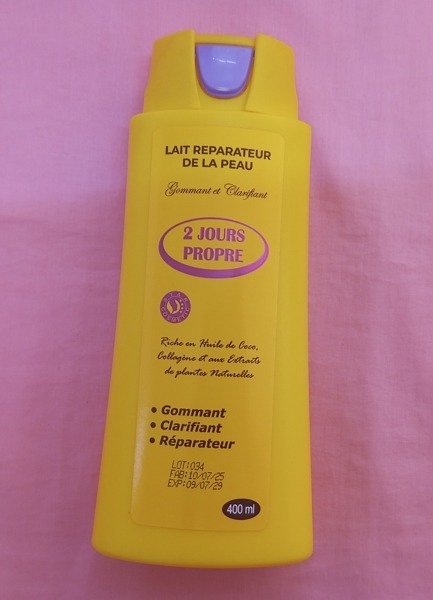 LAIT REPARATEUR
DE LA PEAU
Gommant et Clarifiant
2 JOURS
PROPRE
Riche en Huile de Coco,
Collagène et aux Extraits
de plantes Naturelles
• Gommant
• Clarifiant
• Réparateur
LOT:034
FAB:10/07/25
EXP:09/07/29
400 ml